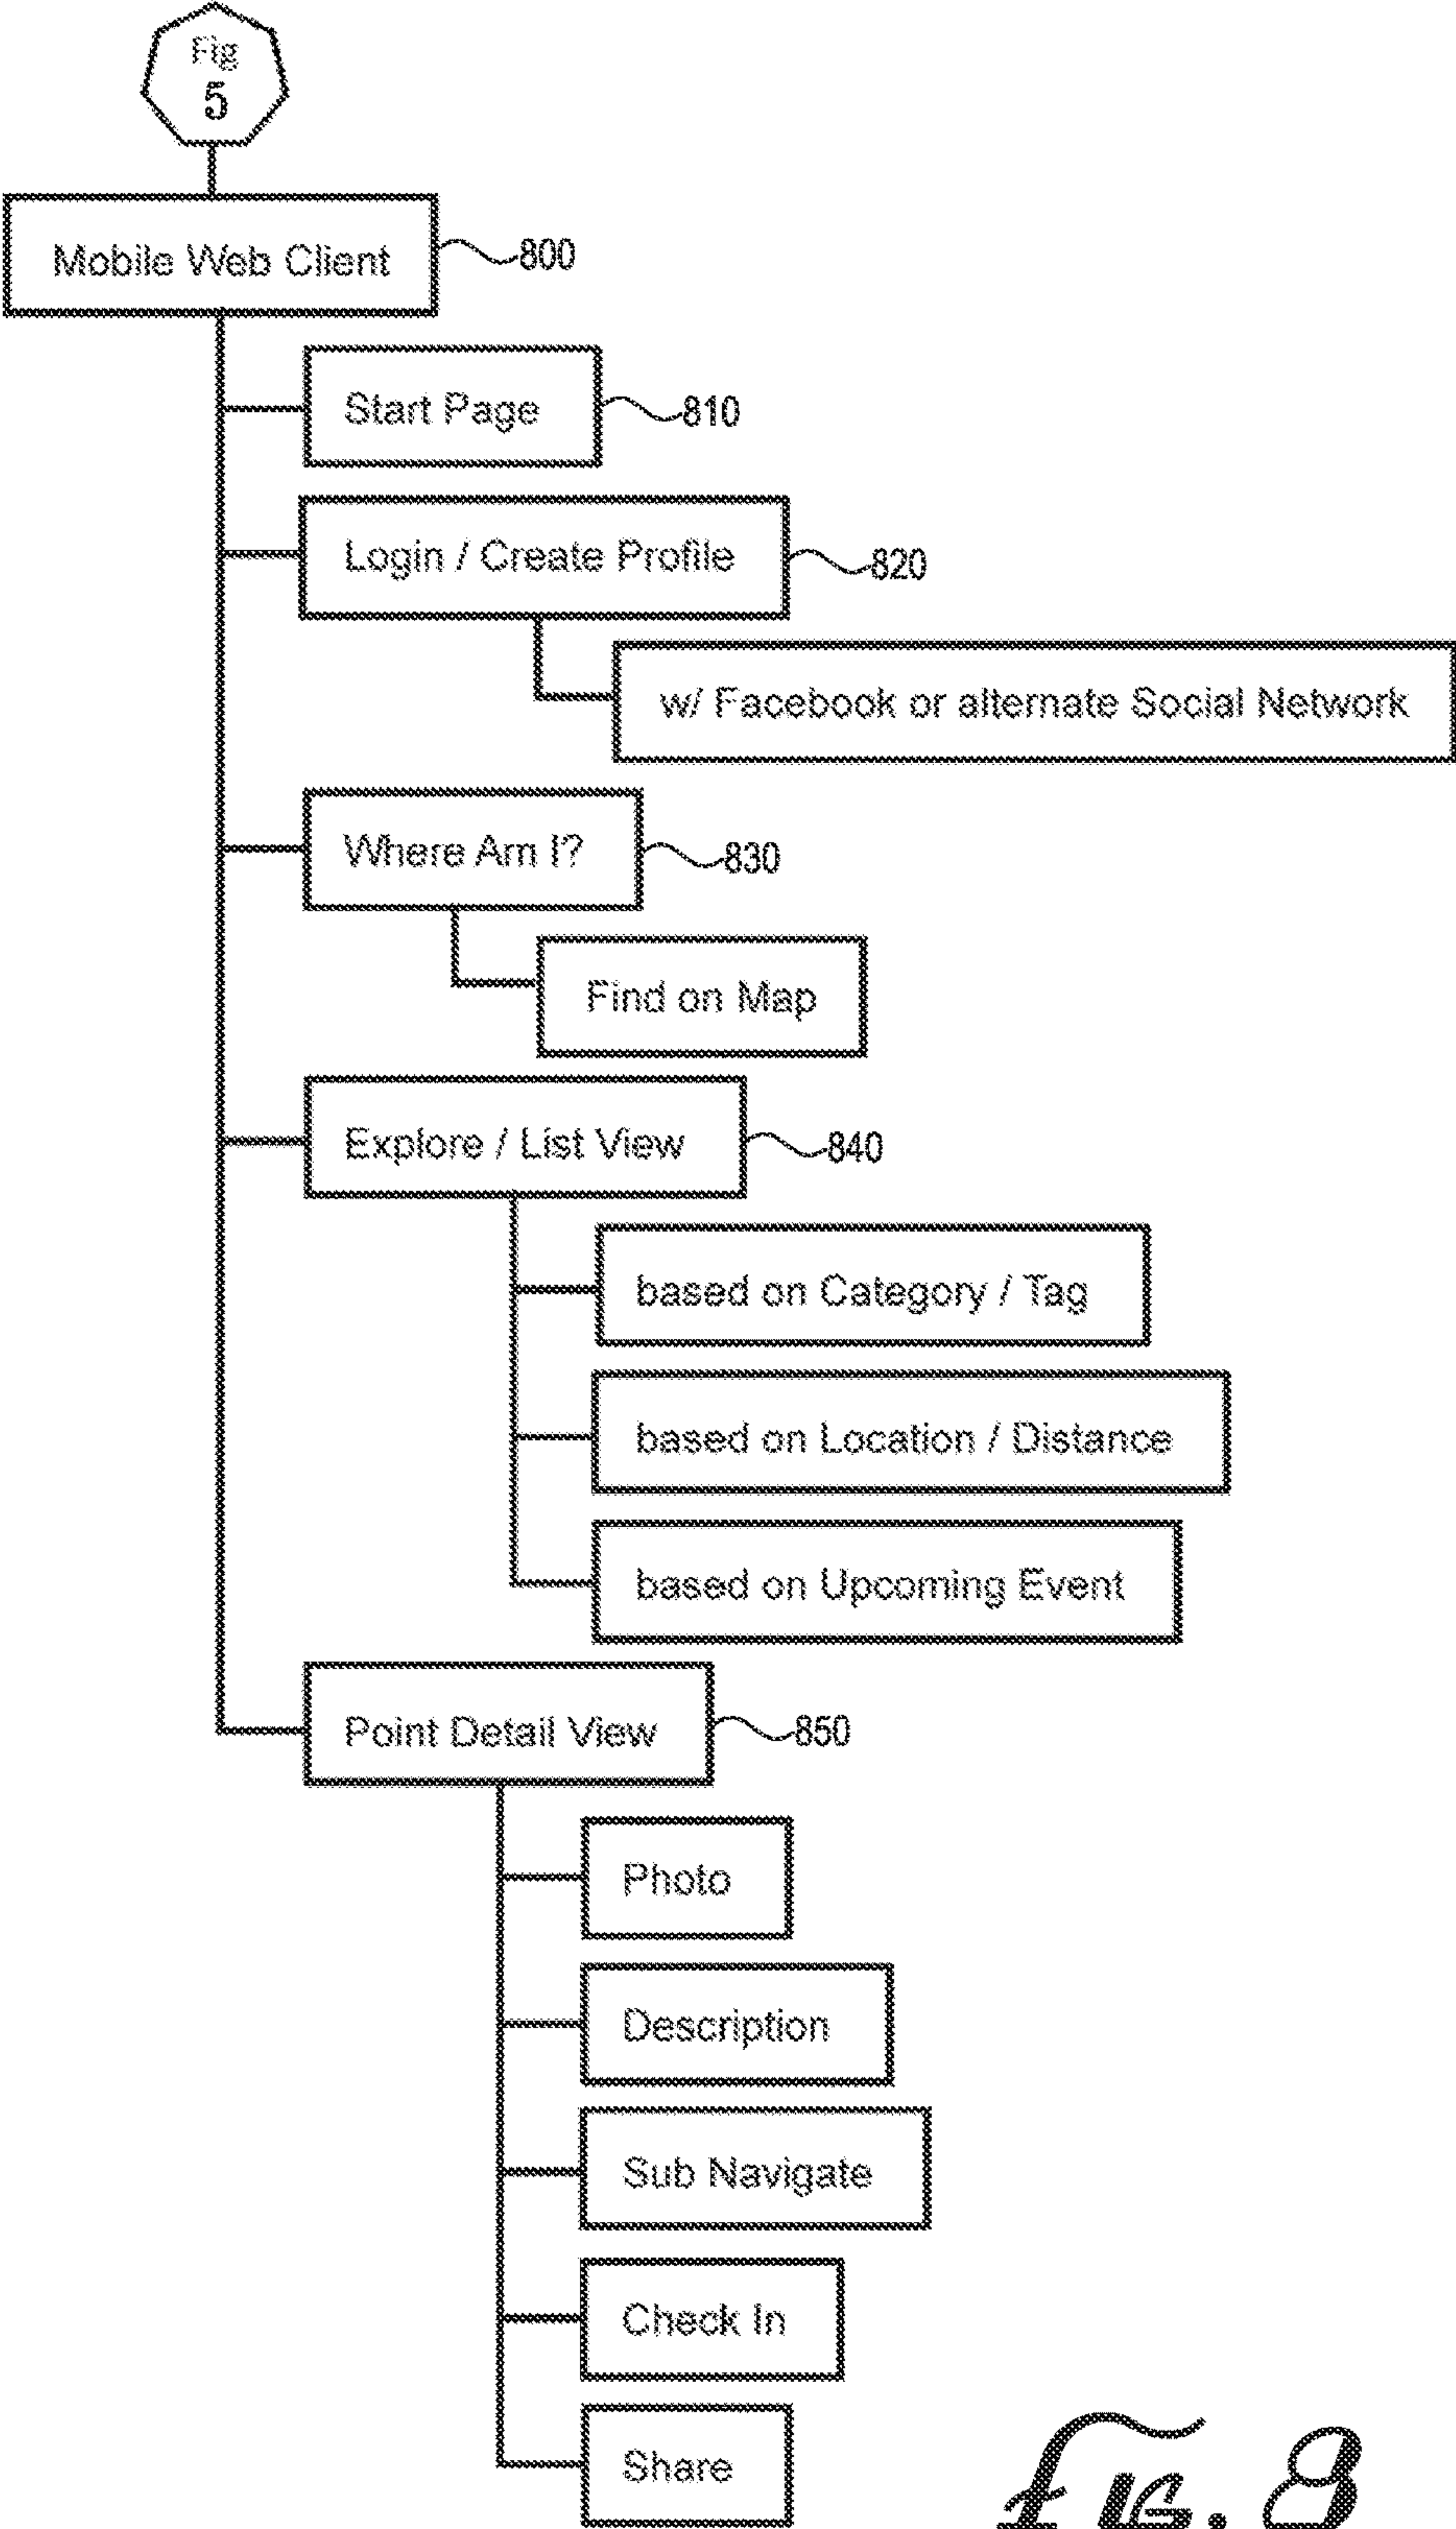 Fig
5
Mobile Web Client
800
Start Page
810
Login / Create Profile
820
w/ Facebook or alternate Social Network
Where Am I?
830
Find on Map
Explore / List View
840
based on Category / Tag
based on Location / Distance
based on Upcoming Event
Point Detail View
850
Photo
Description
Sub Navigate
Check In
Share
FIG. 8